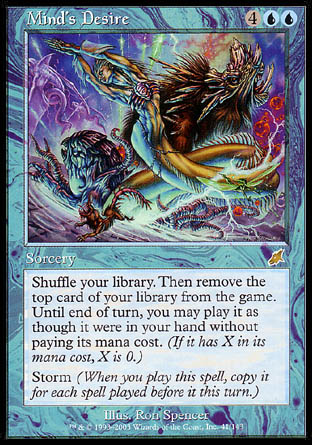 Mind's Desire 4
Sorcery
Shuffle your library. Then remove the
top card of your library from the game.
Until end of turn, you may play it as
though it were in your hand without
paying its mana cost. (If it has X in its
mana cost, X is 0.)
Storm (When you play this spell, copy it
for each spell played before it this turn.)
Illus. Ron Spencer
™ & © 1993–2003 Wizards of the Coast, Inc. 41/143